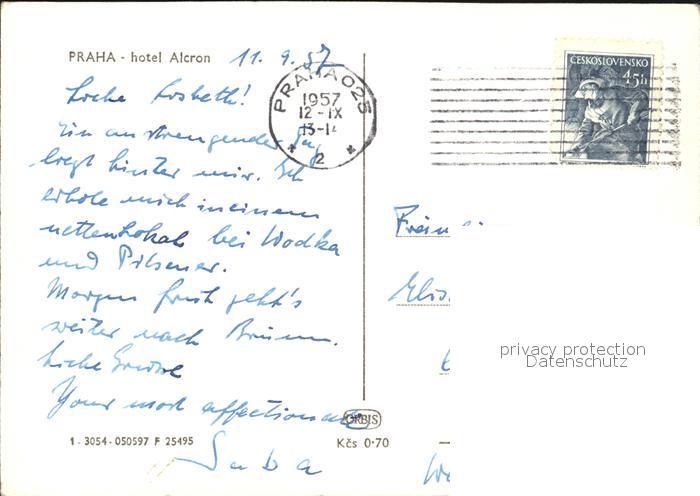 PRAHA - hotel Alcron 11. 9. 57
Liebe Lisbeth!
Ein anstrengender Tag
liegt hinter mir. Ich
erhole mich in einem
netten Lokal bei Wodka
und Pilsener.
Morgen früh geht's
weiter nach Brünn.
Liebe Grüsse
Your most affectionate
PRAHA 025
1957
12-IX
13-14
2
ČESKOSLOVENSKO
45h
Elis.
privacy protection
Datenschutz
ORBIS
1 - 3054 - 050597 F 25495
Kčs 0·70